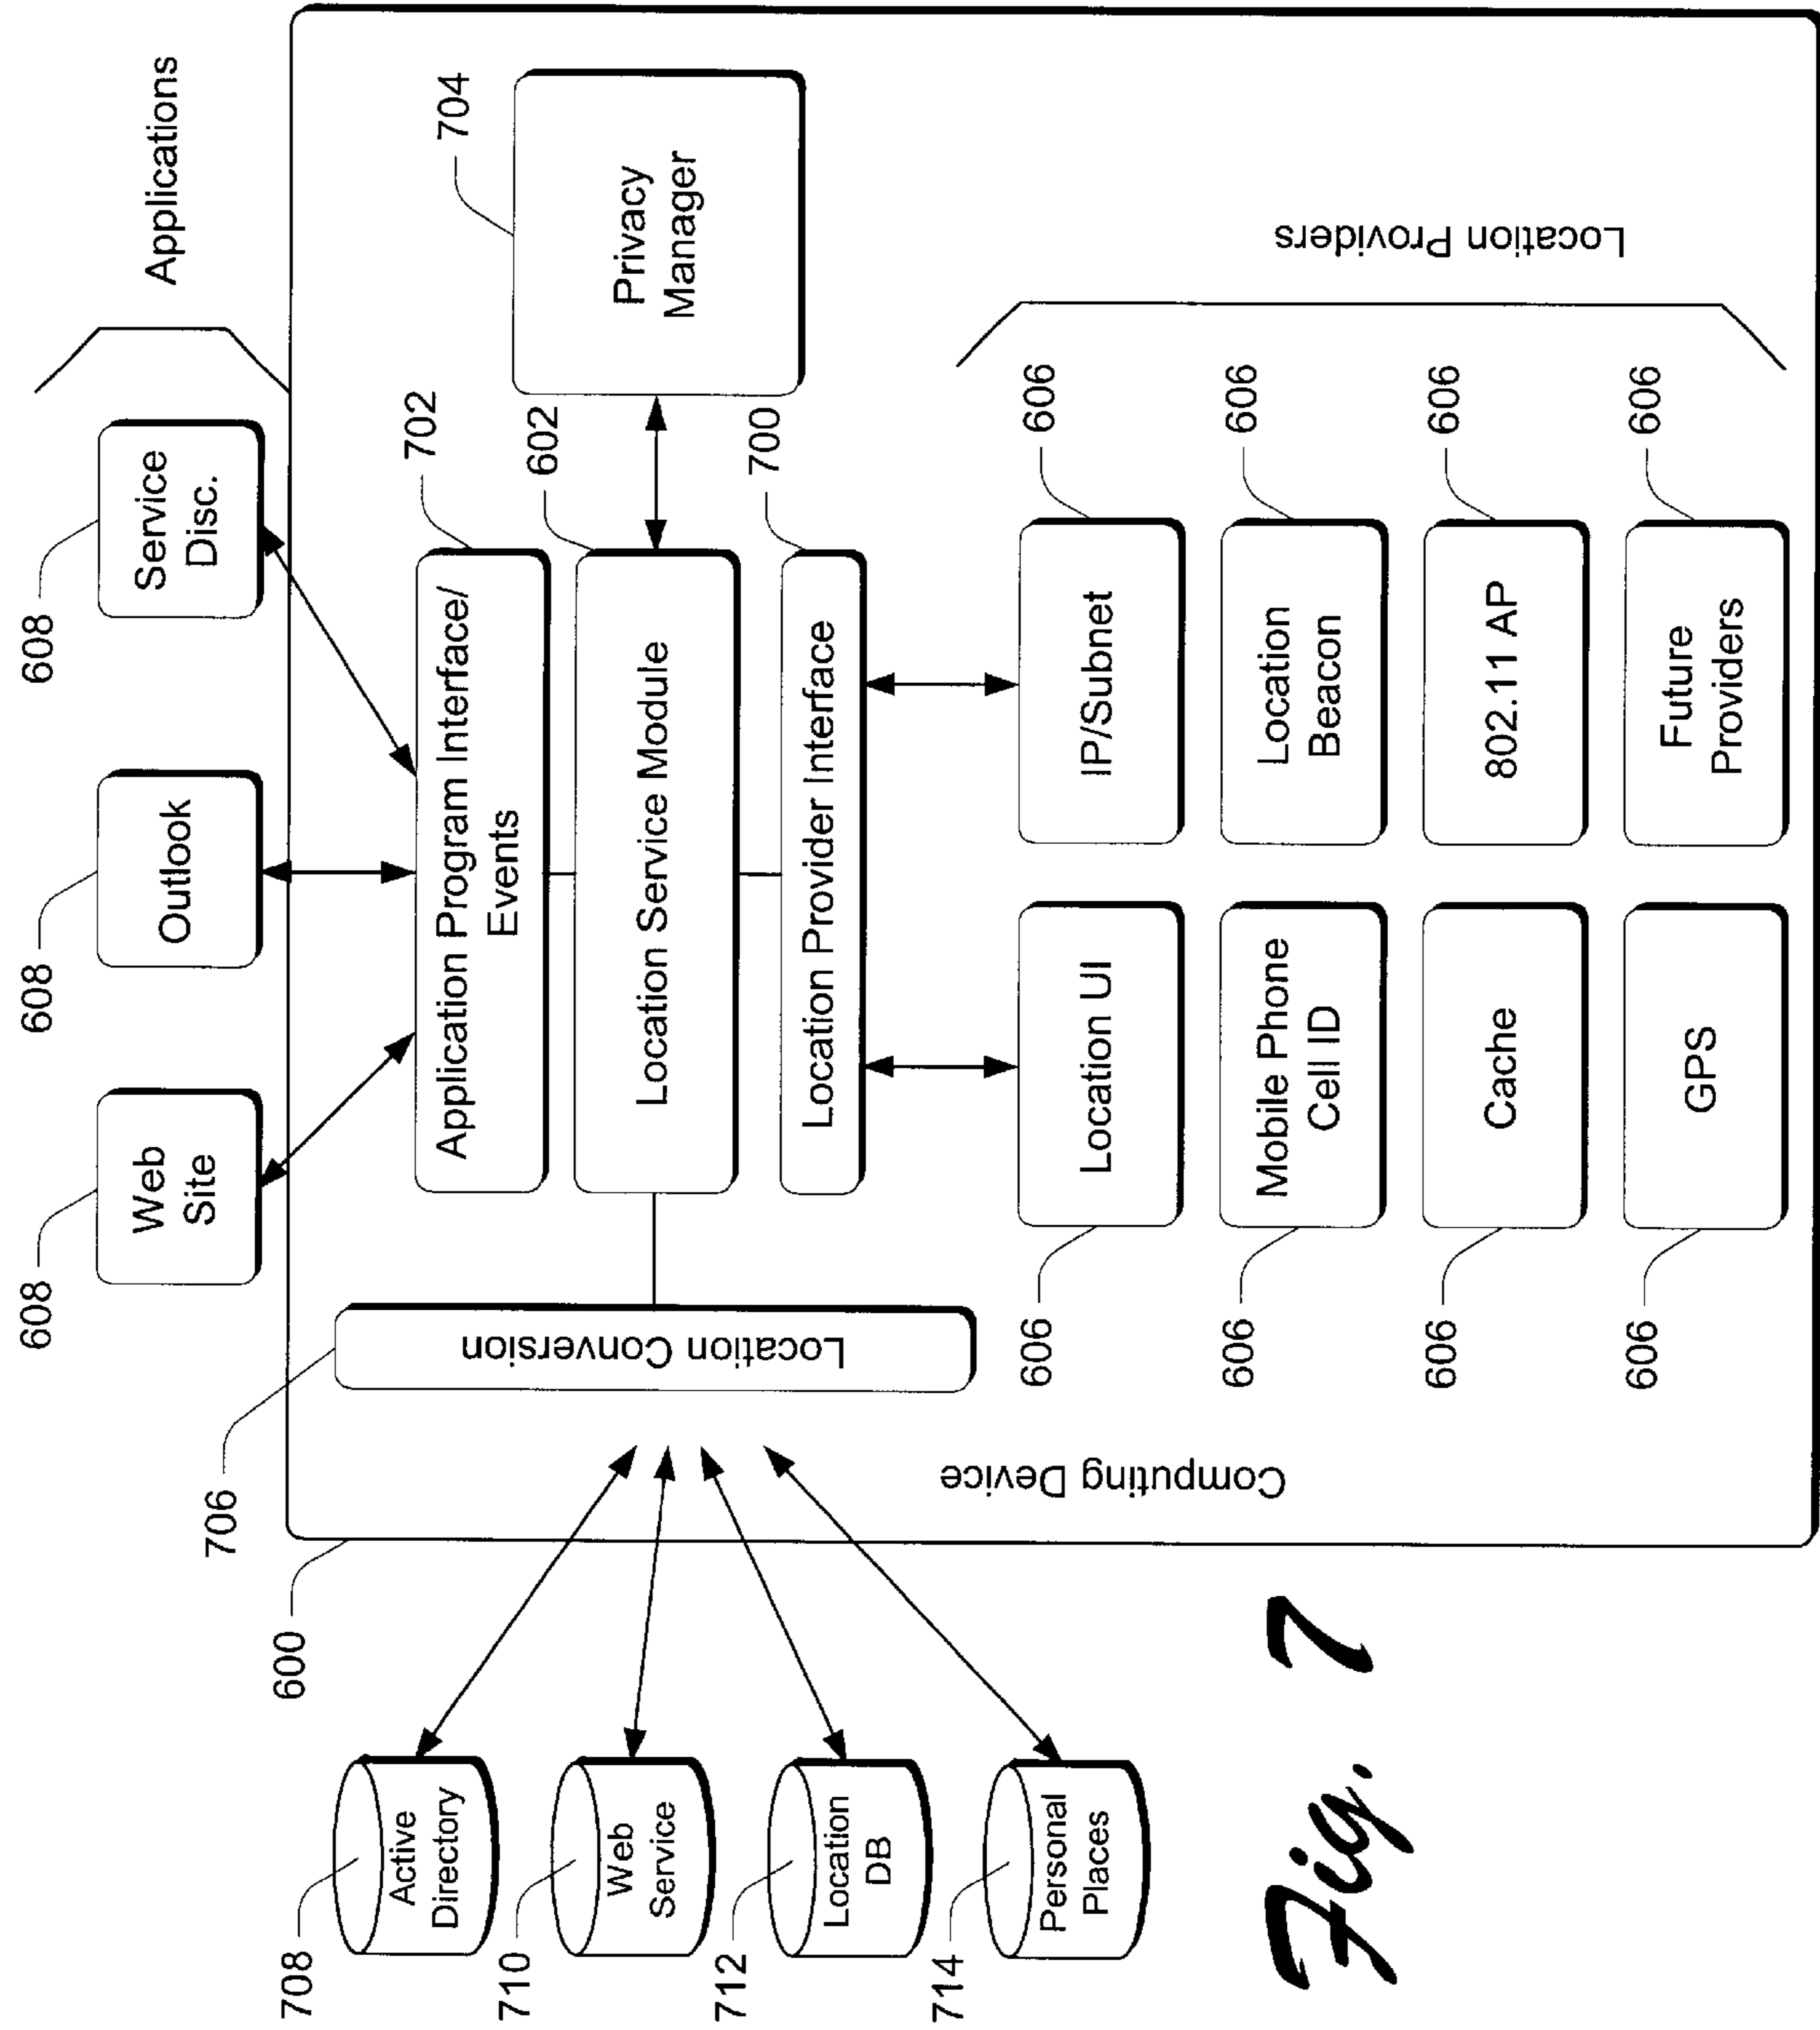 Applications
608
608
608
Web
Site
Outlook
Service
Disc.
706
600
702
704
Application Program Interface/
Events
602
Location Service Module
Privacy
Manager
700
Location Provider Interface
Location Conversion
Computing Device
708
Active
Directory
710
Web
Service
712
Location
DB
714
Personal
Places
606
Location UI
IP/Subnet
606
606
Mobile Phone
Cell ID
Location
Beacon
606
606
Cache
802.11 AP
606
606
GPS
Future
Providers
606
Location Providers
Fig. 7